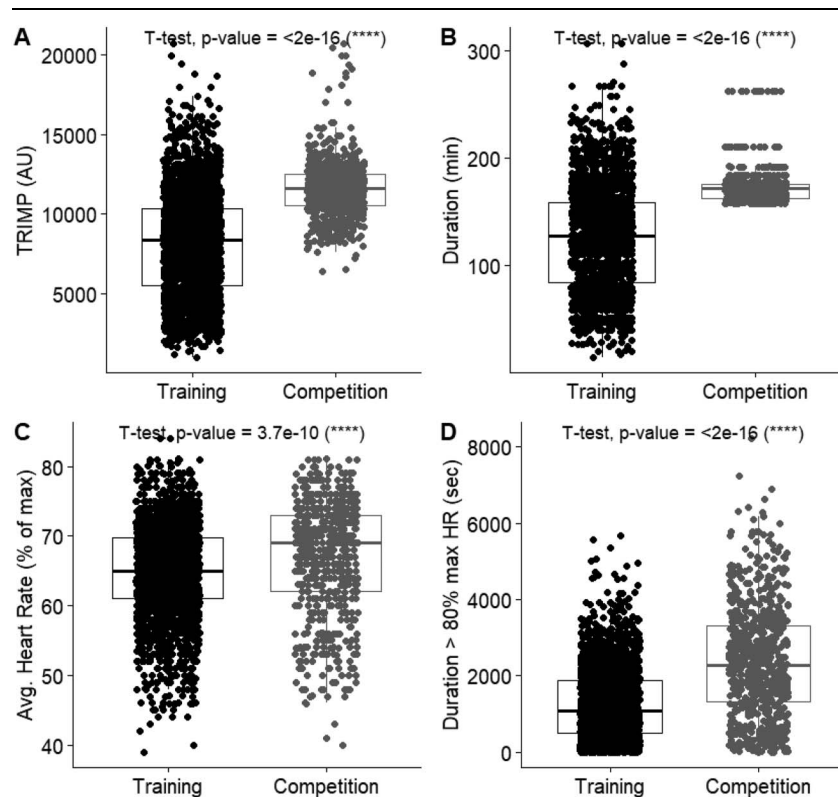 A
T-test, p-value = <2e-16 (****)
TRIMP (AU)
20000
15000
10000
5000
Training
Competition
B
T-test, p-value = <2e-16 (****)
Duration (min)
300
200
100
Training
Competition
C
T-test, p-value = 3.7e-10 (****)
Avg. Heart Rate (% of max)
80
70
60
50
40
Training
Competition
D
T-test, p-value = <2e-16 (****)
Duration > 80% max HR (sec)
8000
6000
4000
2000
0
Training
Competition